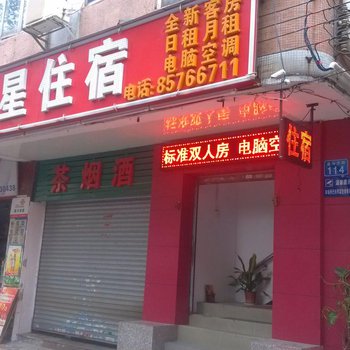 星住宿
全新客房
日租月租
电脑空调
电话:85766711
标准双人房 电脑空
住宿
茶烟酒
114